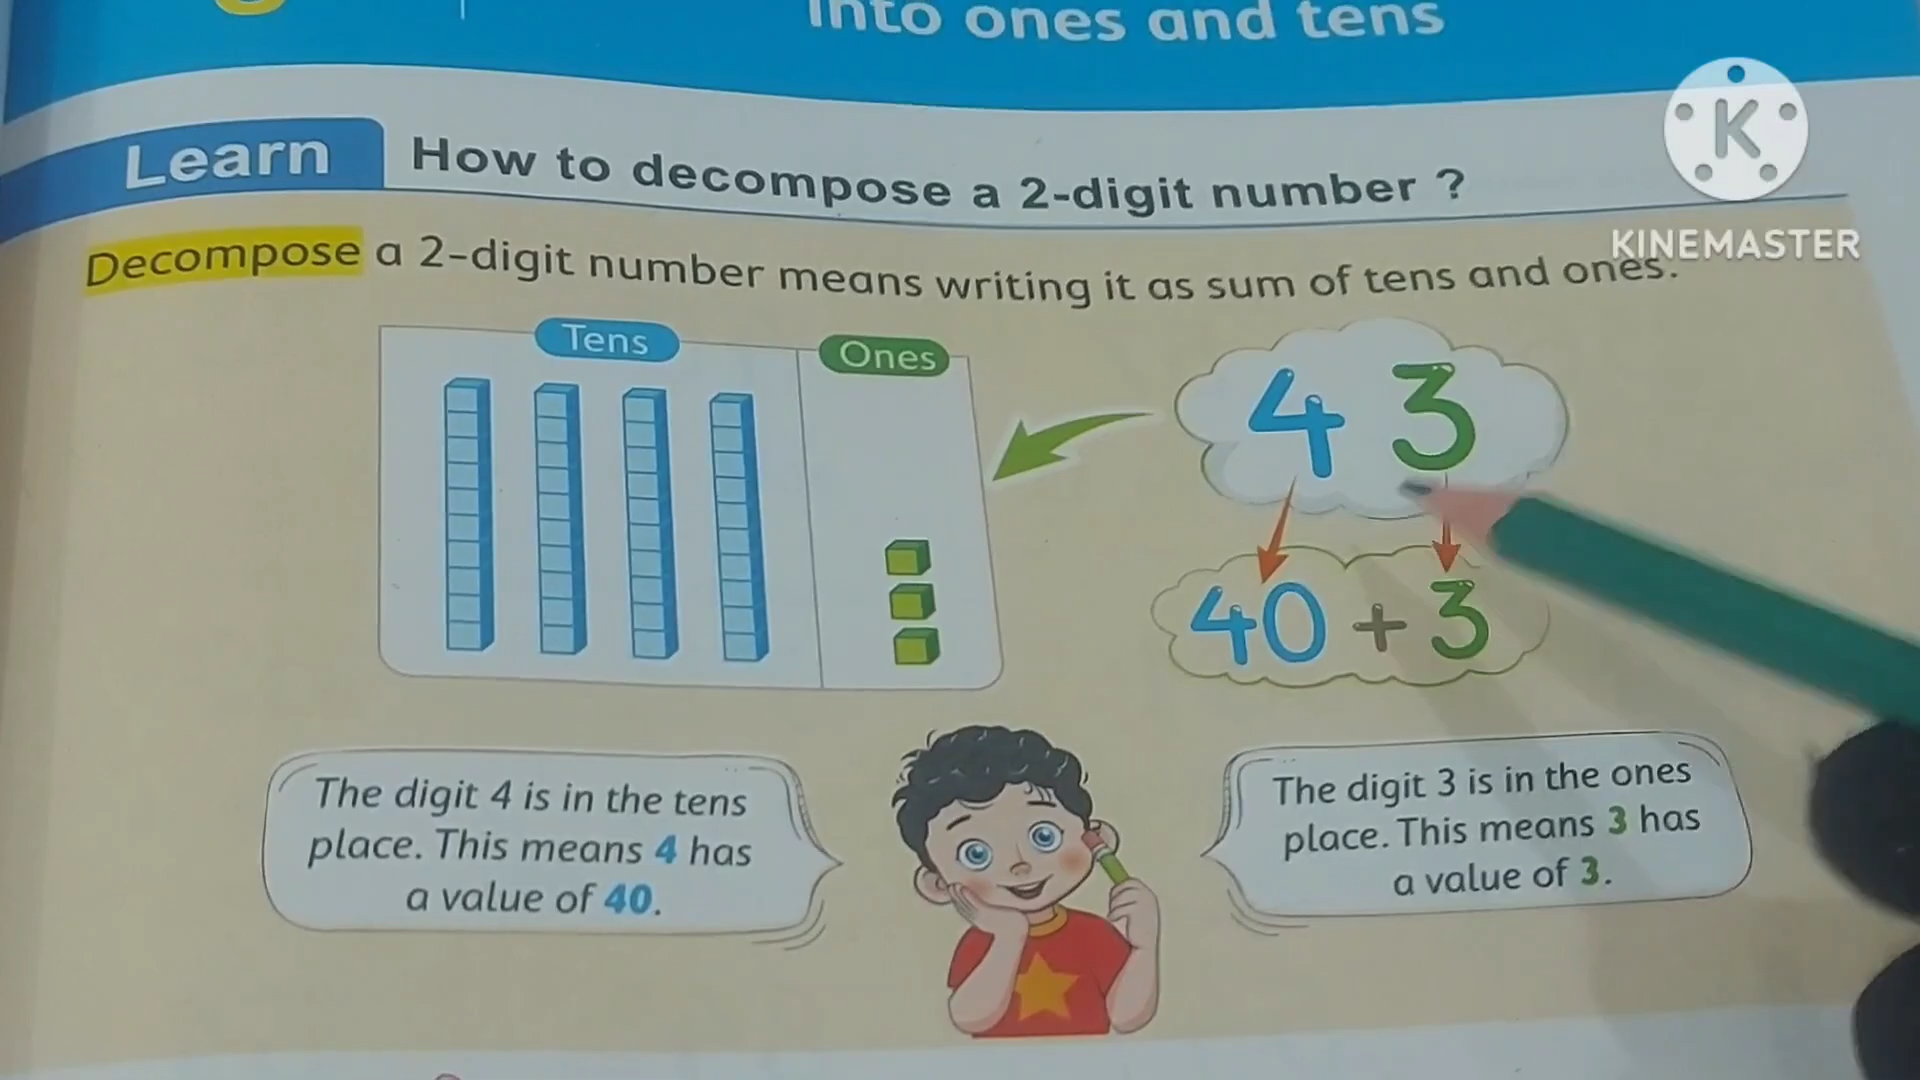 into ones and tens
Learn
How to decompose a 2-digit number ?
K
KINEMASTER
Decompose a 2-digit number means writing it as sum of tens and ones.
Tens
Ones
4 3
40 + 3
The digit 4 is in the tens
place. This means 4 has
a value of 40.
The digit 3 is in the ones
place. This means 3 has
a value of 3.